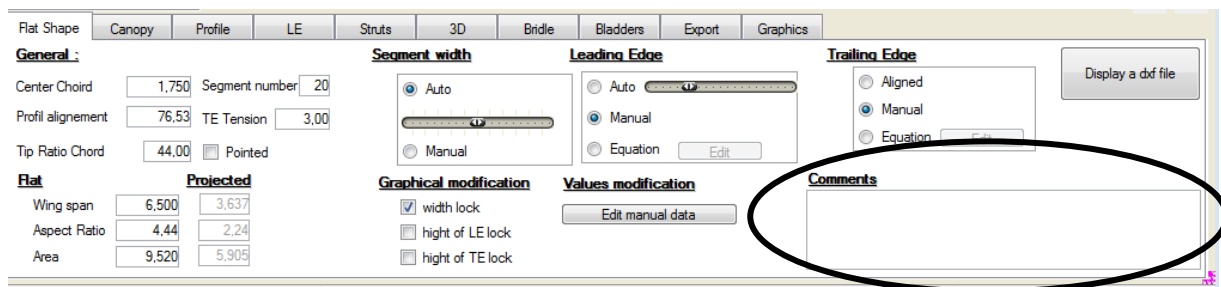 Flat Shape Canopy Profile LE Struts 3D Bridle Bladders Export Graphics
General :
Center Choird 1,750 Segment number 20
Profil alignement 76,53 TE Tension 3,00
Tip Ratio Chord 44,00 Pointed
Flat Projected
Wing span 6,500 3,637
Aspect Ratio 4,44 2,24
Area 9,520 5,905
Segment width
Auto
Manual
Graphical modification
width lock
hight of LE lock
hight of TE lock
Leading Edge
Auto
Manual
Equation Edit
Values modification
Edit manual data
Trailing Edge
Aligned
Manual
Equation Edit
Display a dxf file
Comments